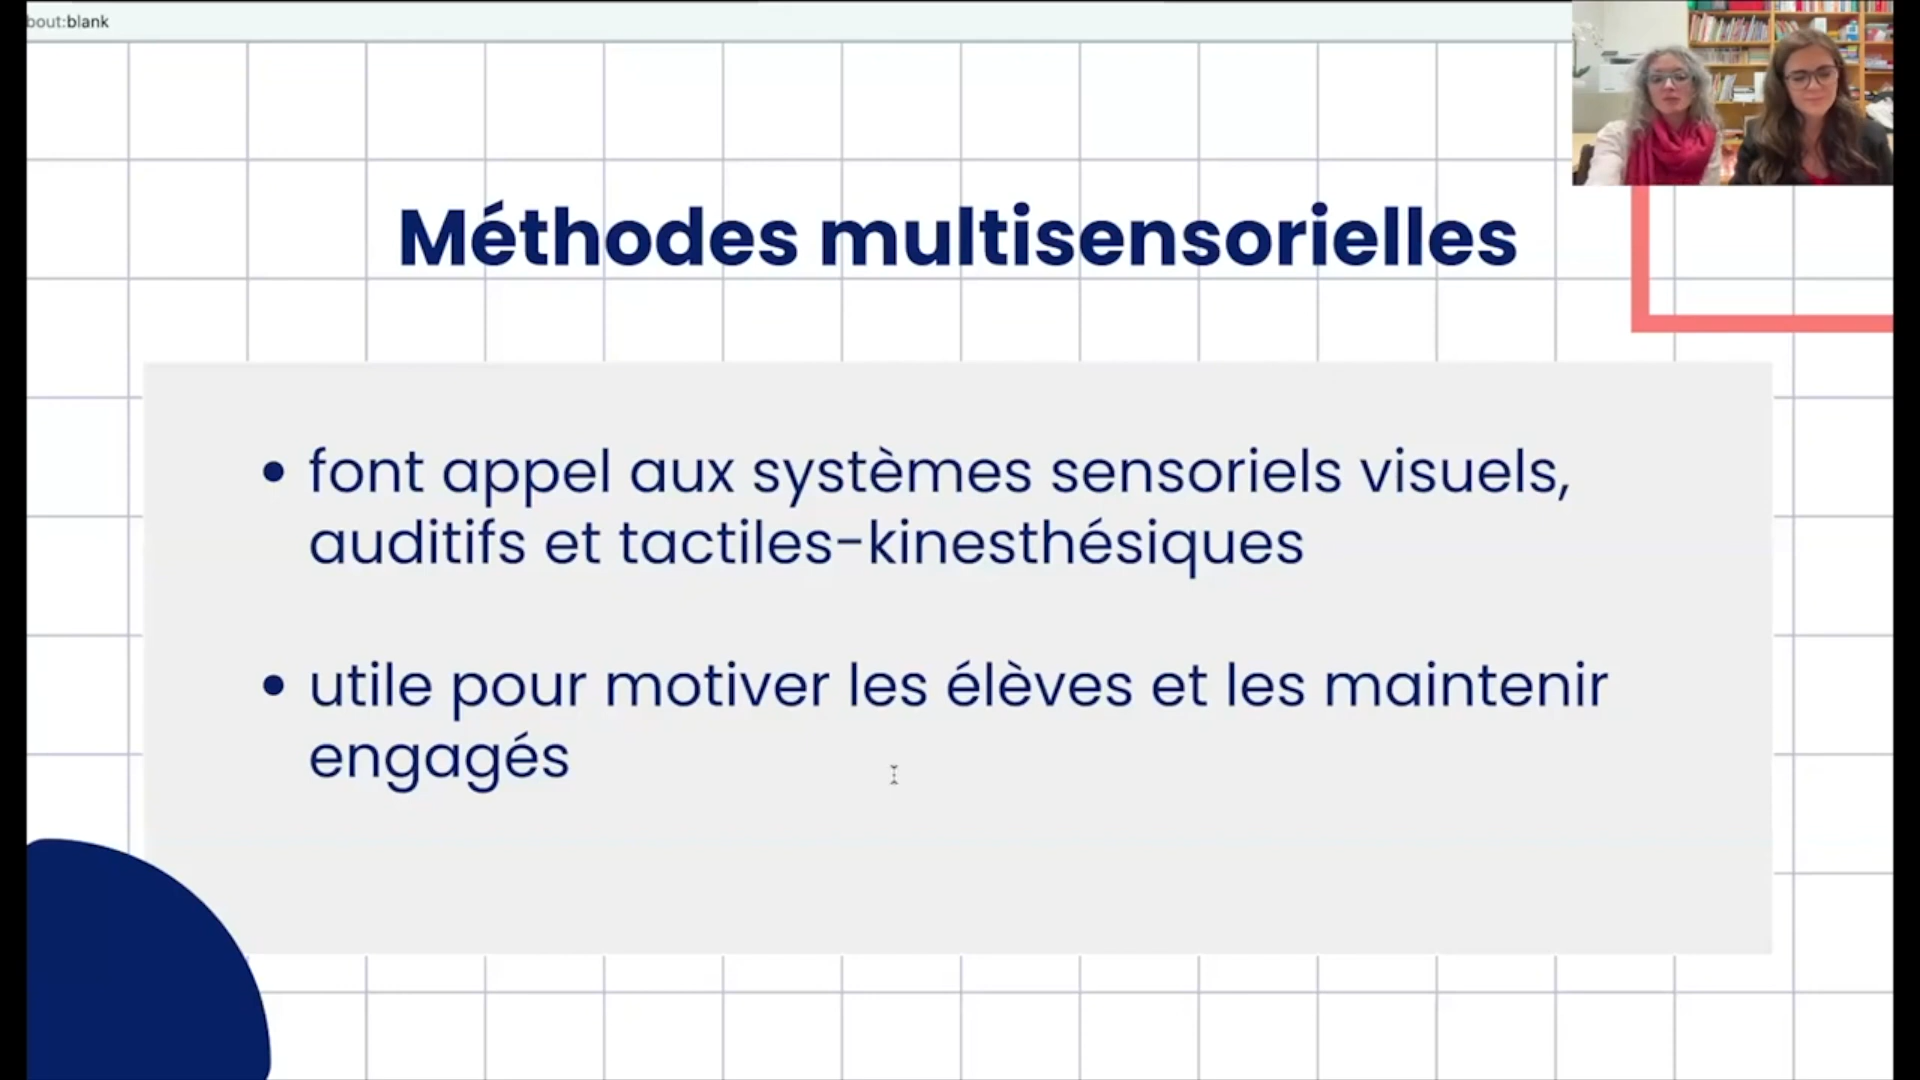 bout:blank
Méthodes multisensorielles
• font appel aux systèmes sensoriels visuels,
auditifs et tactiles-kinesthésiques
• utile pour motiver les élèves et les maintenir
engagés